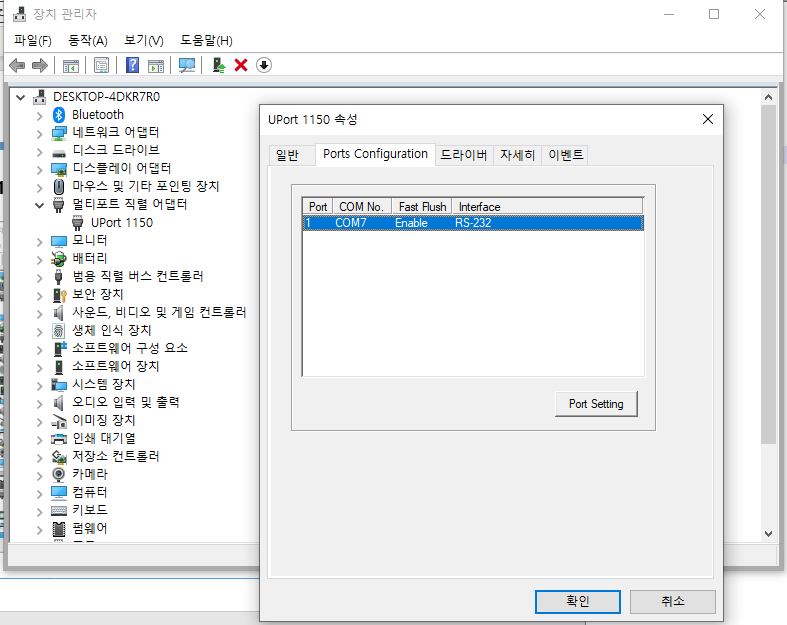 장치 관리자
파일(F) 동작(A) 보기(V) 도움말(H)
DESKTOP-4DKR7R0
Bluetooth
네트워크 어댑터
디스크 드라이브
디스플레이 어댑터
마우스 및 기타 포인팅 장치
멀티포트 직렬 어댑터
UPort 1150
모니터
배터리
범용 직렬 버스 컨트롤러
보안 장치
사운드, 비디오 및 게임 컨트롤러
생체 인식 장치
소프트웨어 구성 요소
소프트웨어 장치
시스템 장치
오디오 입력 및 출력
이미징 장치
인쇄 대기열
저장소 컨트롤러
카메라
컴퓨터
키보드
펌웨어
UPort 1150 속성
일반 Ports Configuration 드라이버 자세히 이벤트
Port COM No. Fast Flush Interface
1 COM7 Enable RS-232
Port Setting
확인 취소